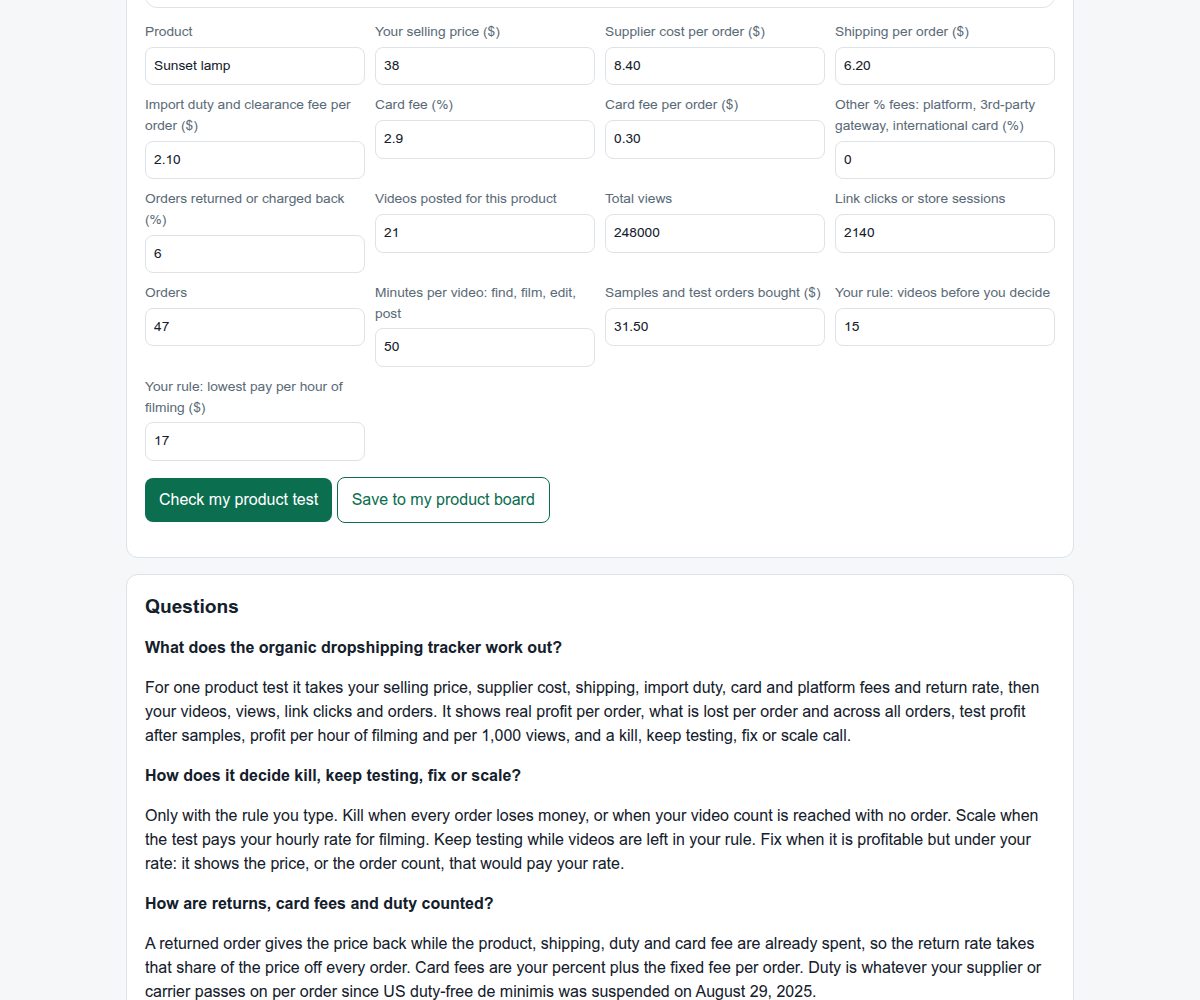 Product
Your selling price ($)
Supplier cost per order ($)
Shipping per order ($)
Sunset lamp
38
8.40
6.20
Import duty and clearance fee per
order ($)
Card fee (%)
Card fee per order ($)
Other % fees: platform, 3rd-party
gateway, international card (%)
2.10
2.9
0.30
0
Orders returned or charged back
(%)
Videos posted for this product
Total views
Link clicks or store sessions
6
21
248000
2140
Orders
Minutes per video: find, film, edit,
post
Samples and test orders bought ($)
Your rule: videos before you decide
47
50
31.50
15
Your rule: lowest pay per hour of
filming ($)
17
Check my product test
Save to my product board
Questions
What does the organic dropshipping tracker work out?
For one product test it takes your selling price, supplier cost, shipping, import duty, card and platform fees and return rate, then
your videos, views, link clicks and orders. It shows real profit per order, what is lost per order and across all orders, test profit
after samples, profit per hour of filming and per 1,000 views, and a kill, keep testing, fix or scale call.
How does it decide kill, keep testing, fix or scale?
Only with the rule you type. Kill when every order loses money, or when your video count is reached with no order. Scale when
the test pays your hourly rate for filming. Keep testing while videos are left in your rule. Fix when it is profitable but under your
rate: it shows the price, or the order count, that would pay your rate.
How are returns, card fees and duty counted?
A returned order gives the price back while the product, shipping, duty and card fee are already spent, so the return rate takes
that share of the price off every order. Card fees are your percent plus the fixed fee per order. Duty is whatever your supplier or
carrier passes on per order since US duty-free de minimis was suspended on August 29, 2025.